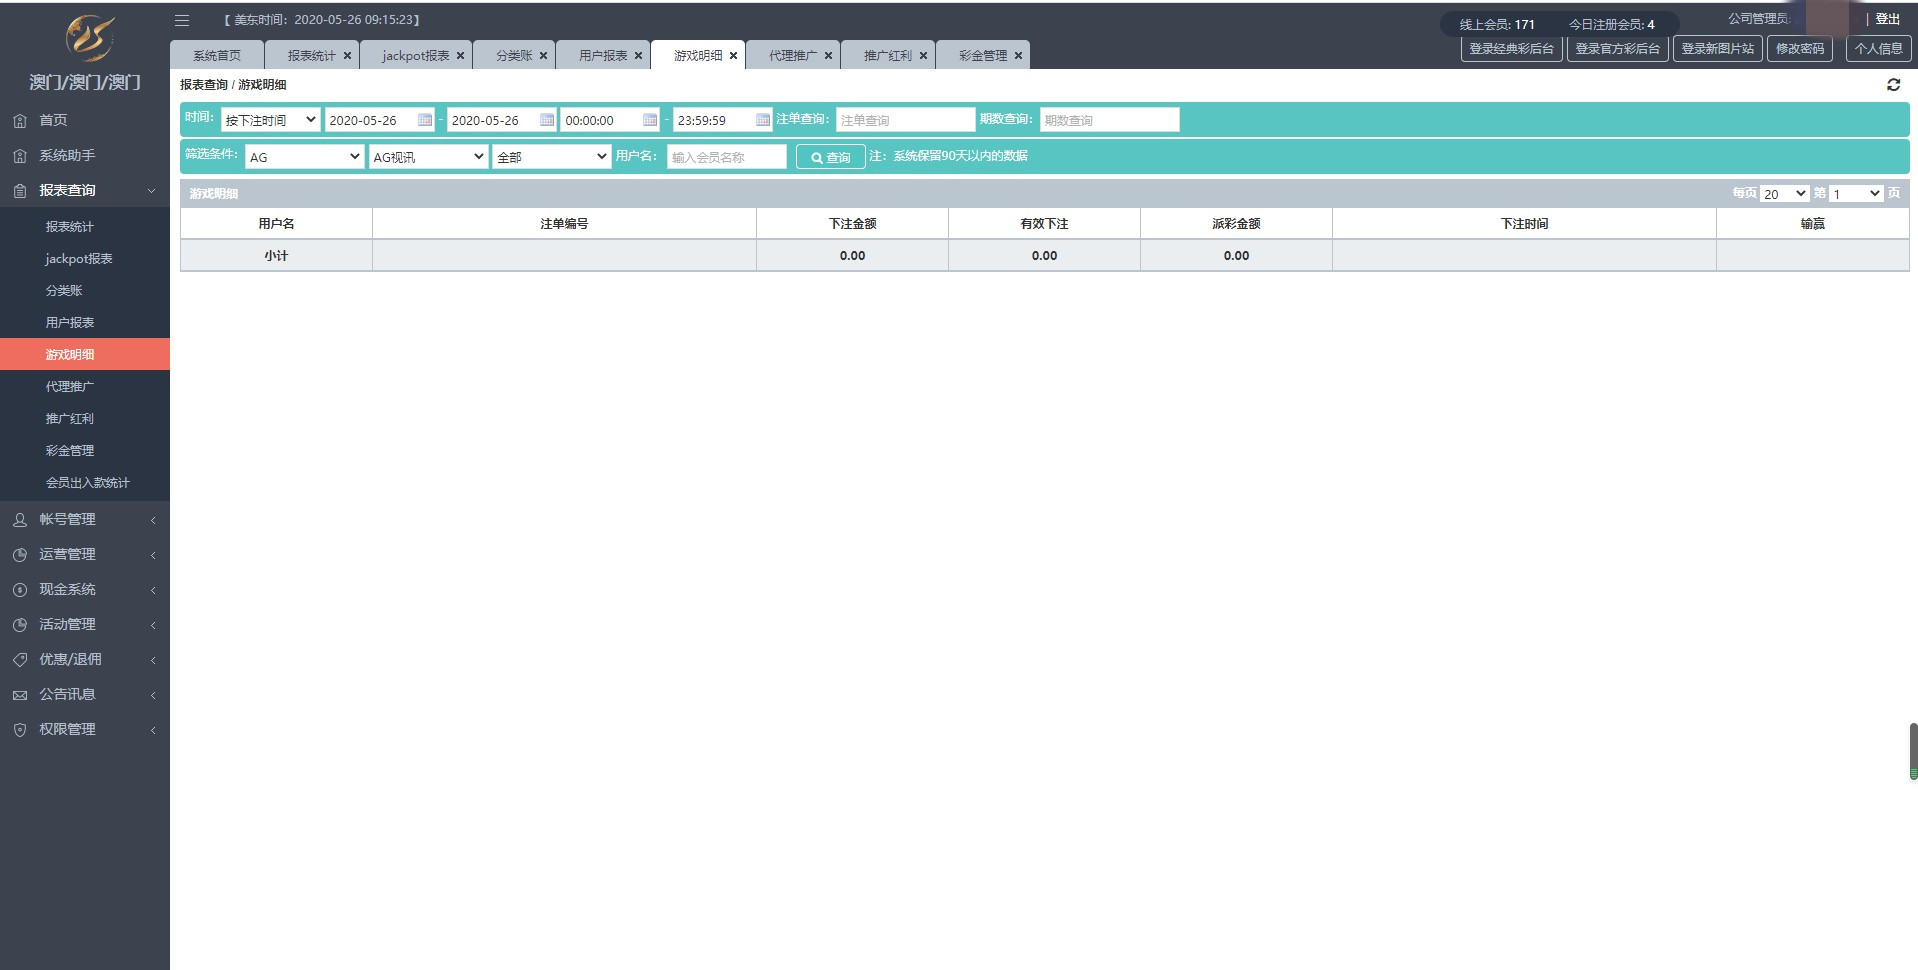 【 美东时间：2020-05-26 09:15:23】
线上会员: 171 今日注册会员: 4
公司管理员: | 登出
登录经典彩后台 登录官方彩后台 登录新图片站 修改密码 个人信息
澳门/澳门/澳门
系统首页 报表统计 jackpot报表 分类账 用户报表 游戏明细 代理推广 推广红利 彩金管理
首页
系统助手
报表查询
报表统计
jackpot报表
分类账
用户报表
游戏明细
代理推广
推广红利
彩金管理
会员出入款统计
帐号管理
运营管理
现金系统
活动管理
优惠/退佣
公告讯息
权限管理
报表查询 / 游戏明细
时间: 按下注时间 2020-05-26 - 2020-05-26 00:00:00 - 23:59:59 注单查询: 注单查询 期数查询: 期数查询
筛选条件: AG AG视讯 全部 用户名: 输入会员名称 查询 注：系统保留90天以内的数据
游戏明细 每页 20 第 1 页
用户名 注单编号 下注金额 有效下注 派彩金额 下注时间 输赢
小计 0.00 0.00 0.00